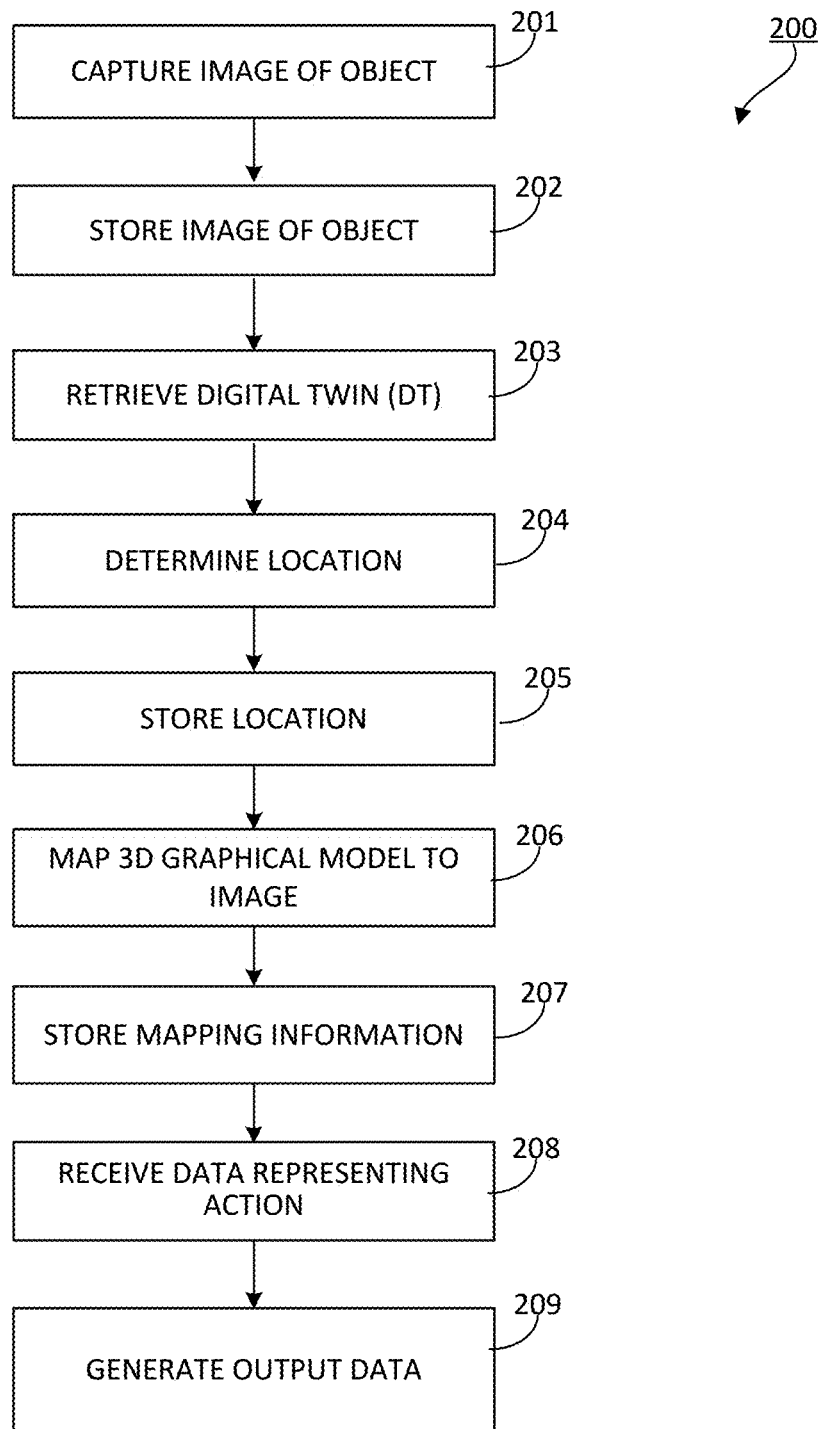 201
200
CAPTURE IMAGE OF OBJECT
202
STORE IMAGE OF OBJECT
203
RETRIEVE DIGITAL TWIN (DT)
204
DETERMINE LOCATION
205
STORE LOCATION
206
MAP 3D GRAPHICAL MODEL TO
IMAGE
207
STORE MAPPING INFORMATION
208
RECEIVE DATA REPRESENTING
ACTION
209
GENERATE OUTPUT DATA